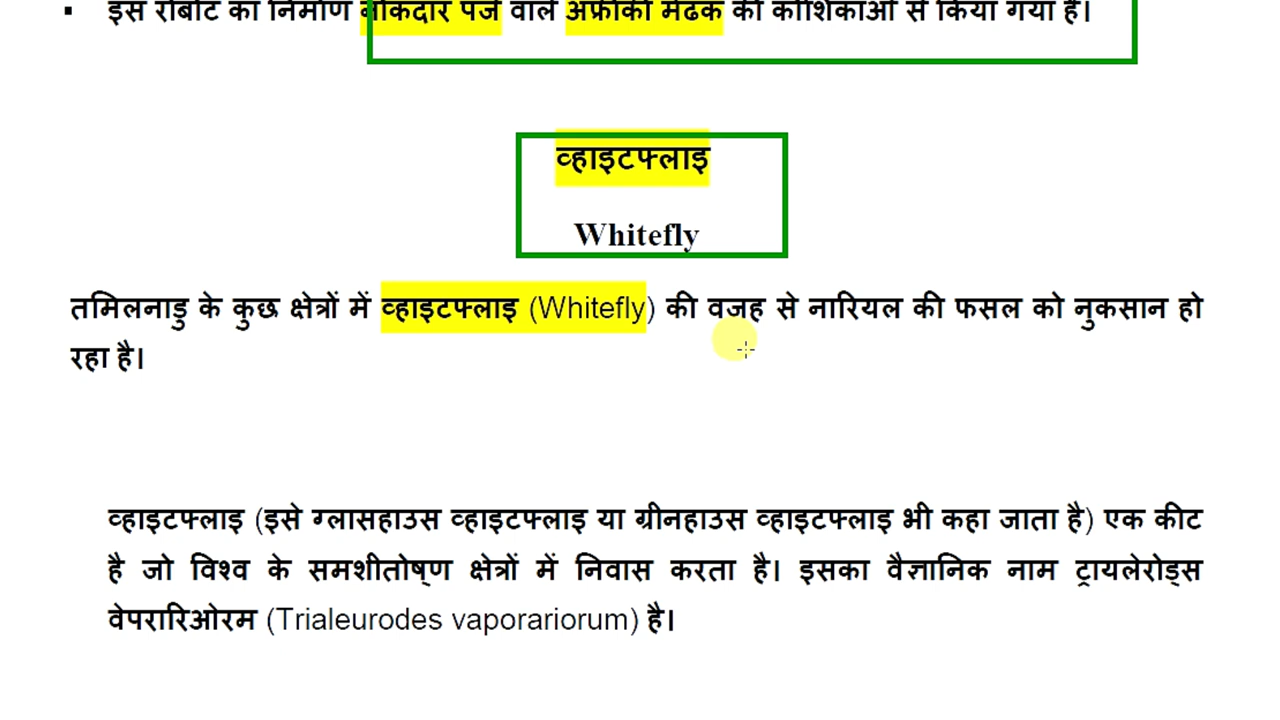 ▪ इस रोबोट का निर्माण नोकदार पंजे वाले अफ्रीकी मेंढक की कोशिकाओं से किया गया है।
व्हाइटफ्लाइ
Whitefly
तमिलनाडु के कुछ क्षेत्रों में व्हाइटफ्लाइ (Whitefly) की वजह से नारियल की फसल को नुकसान हो
रहा है।
व्हाइटफ्लाइ (इसे ग्लासहाउस व्हाइटफ्लाइ या ग्रीनहाउस व्हाइटफ्लाइ भी कहा जाता है) एक कीट
है जो विश्व के समशीतोष्ण क्षेत्रों में निवास करता है। इसका वैज्ञानिक नाम ट्रायलेरोड्स
वेपरारिओरम (Trialeurodes vaporariorum) है।